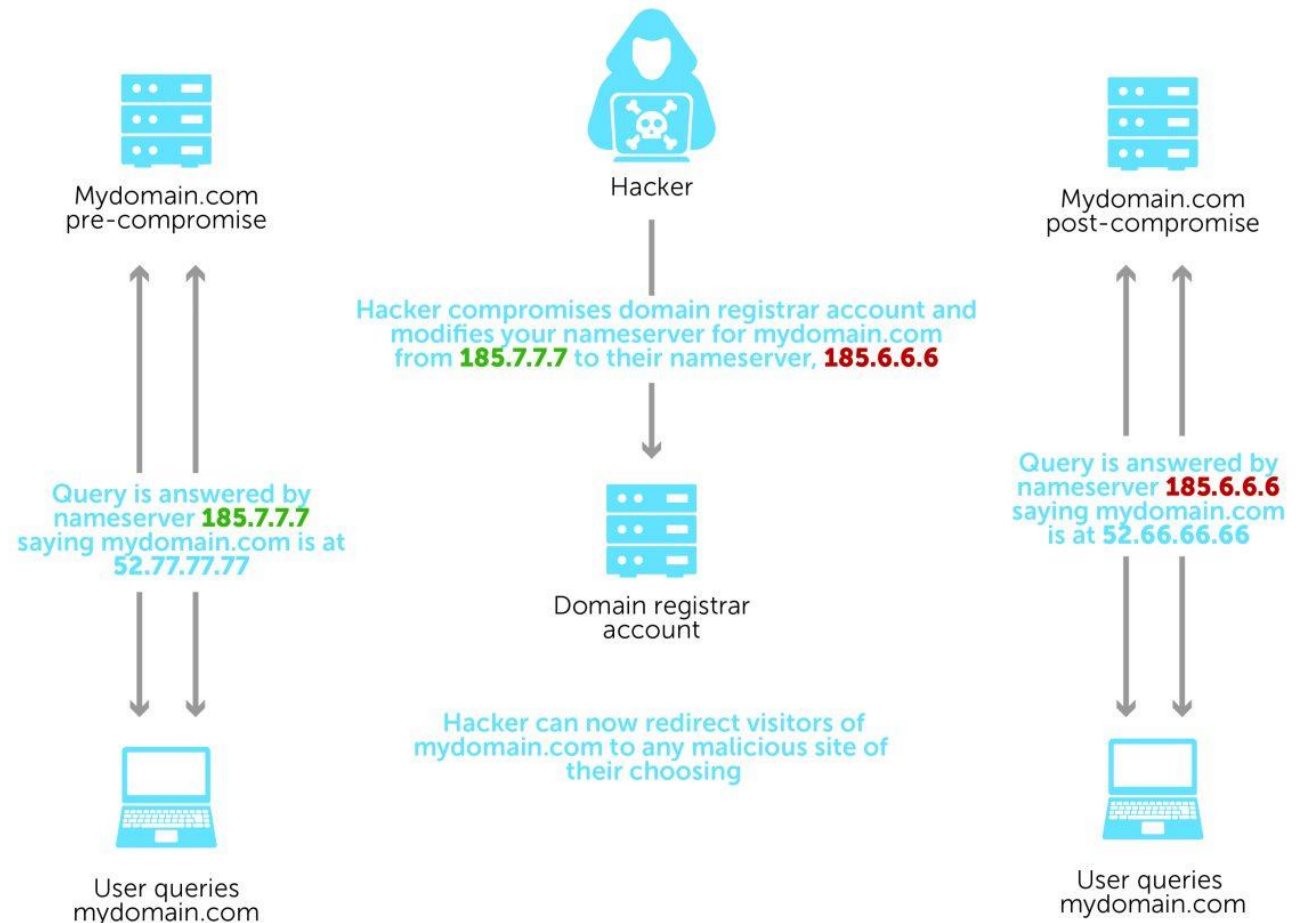 Mydomain.com
pre-compromise
Hacker
Mydomain.com
post-compromise
Hacker compromises domain registrar account and
modifies your nameserver for mydomain.com
from 185.7.7.7 to their nameserver, 185.6.6.6
Query is answered by
nameserver 185.7.7.7
saying mydomain.com is at
52.77.77.77
Query is answered by
nameserver 185.6.6.6
saying mydomain.com
is at 52.66.66.66
Domain registrar
account
Hacker can now redirect visitors of
mydomain.com to any malicious site of
their choosing
User queries
mydomain.com
User queries
mydomain.com